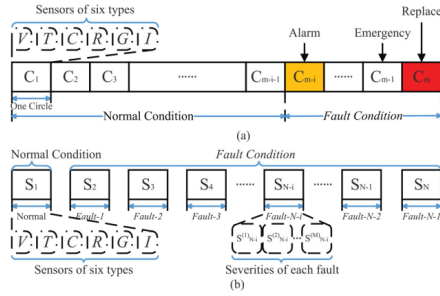 Sensors of six types
Replace
V T C R G I
Alarm
Emergency
C1 C2 C3 ...... Cm-i-1 Cm-i ...... Cm-1 Cm
One Circle
Normal Condition
Fault Condition
(a)
Normal Condition
Fault Condition
S1 S2 S3 S4 ...... SN-i ...... SN-1 SN
Normal Fault-1 Fault-2 Fault-3 Fault-N-i Fault-N-2 Fault-N-1
V T C R G I
S(1)N-i S(2)N-i ... S(M)N-i
Sensors of six types
Severities of each fault
(b)